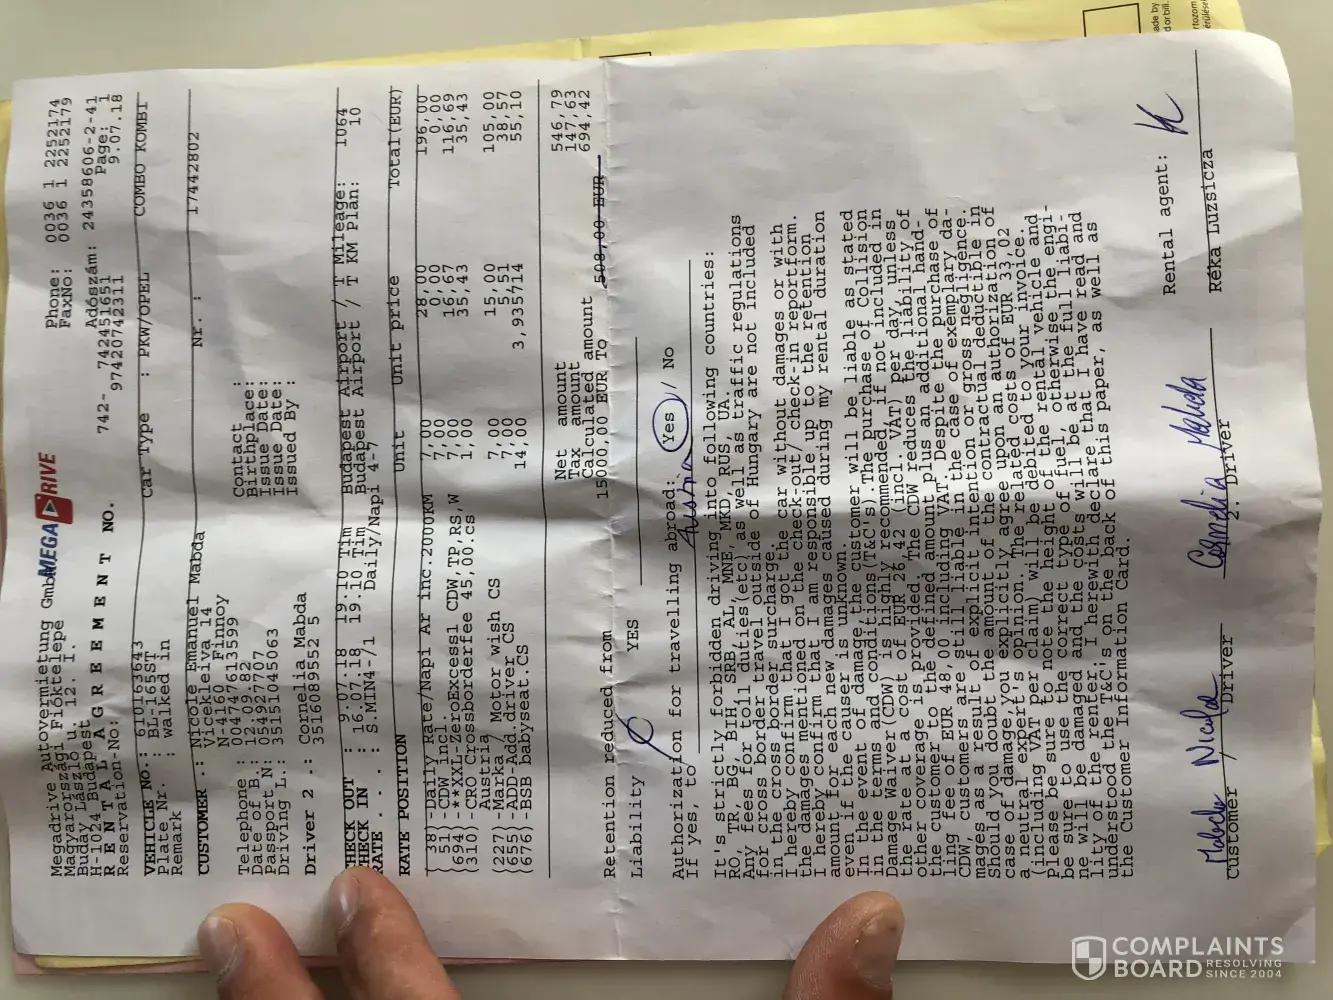 Megadrive Autovermietung GmbH MEGA DRIVE
Magyarországi Fióktelepe Phone: 0036 1 2252174
Buday László u. 12. I. FaxNo: 0036 1 2252179
H-1024 Budapest Adószám: 24358606-2-41
RENTAL AGREEMENT NO. 742- 742451651 Page: 1
Reservation-NO: 97420742311 9.07.18
VEHICLE NO.: 610163643 Car Type : PKW/OPEL COMBO KOMBI
Plate Nr. : BL-165ST
Remark : walked in
CUSTOMER .: Nicole Emanuel Mabda Nr. : 17442802
Vicekleiva 14
N-4160 Finnoy
Telephone : 004747613599 Contact :
Date of B.: 12.09.82 Birthplace:
Passport N: 054927707 Issue Date:
Driving L.: 35151045063 Issue Date:
Issued By :
Driver 2 .: Cornelia Mabda
3516089552 5
CHECK OUT : 9.07.18 19:10 Tim Budapest Airport / T Mileage: 1064
CHECK IN : 16.07.18 19.10 Tim Budapest Airport / T KM Plan: 10
RATE . . . : S.MIN4-/1 Daily/Napi 4-7
RATE POSITION Unit Unit price Total(EUR)
( 38)-Daily Rate/Napi Ar inc.2000KM 7,00 28,00 196,00
( 51)-CDW incl. 7,00 0,00 0,00
(694)-**XXL-ZeroExcess1 CDW,TP,RS,W 7,00 16,67 116,69
(310)-CRO Crossborderfee 45,00.cs 1,00 35,43 35,43
Austria
(227)-Marka / Motor wish CS 7,00 15,00 105,00
(655)-ADD-Add.driver CS 7,00 5,51 38,57
(676)-BSB babyseat.CS 14,00 3,935714 55,10
Net amount 546,79
Tax amount 147,63
Calculated amount 694,42
Retention reduced from 15000,00 EUR TO 508,00 EUR
Liability YES
Authorization for travelling abroad: Yes / No
If yes, to Austria
It's strictly forbidden driving into following countries:
RO, TR, BG, BIH, SRB, AL, MNE, MKD, RUS, UA.
Any fees for toll duties(etc) as well as traffic regulations
for cross border travel outside of Hungary are not included
in the cross border surcharge.
I hereby confirm that I got the car without damages or with
the damages mentioned on the check-out/ check-in reportform.
I hereby confirm that I am responsible up to the retention
amount for each new damages caused during my rental duration
even if the causer is unknown.
In the event of damage, the customer will be liable as stated
in the terms and conditions(T&C's).The purchase of Collision
Damage Waiver(CDW) is highly recommended, if not included in
the rate at a cost of EUR 26,42 (incl. VAT) per day, unless
other coverage is provided. The CDW reduces the liability of
the customer to the defined amount plus an additional hand-
ling fee of EUR 48,00 including VAT. Despite the purchase of
CDW, customerrs are still liable in the case of exemplary da-
mages as a result of explicit intention or gross negligence.
Should you doubt the amount of the contractual deductible in
case of damage,you explicitly agree upon an authorization of
a neutral expert's opinion. The related costs of EUR 33,02
(including VAT per claim) will be debited to your invoice.
Please be sure to note the height of the rental vehicle and
be sure to use the correct type of fuel, otherwise the engi-
ne will be damaged and the costs will be at the full liabi-
lity of the renter. I herewith declare, that I have read and
understood the T&C's on the back of this paper, as well as
the Customer Information Card.
Rental agent:
Mabda Nicole Cornelia Mabda
Customer / Driver 2. Driver Réka Luzsicza
COMPLAINTS
BOARD RESOLVING SINCE 2004